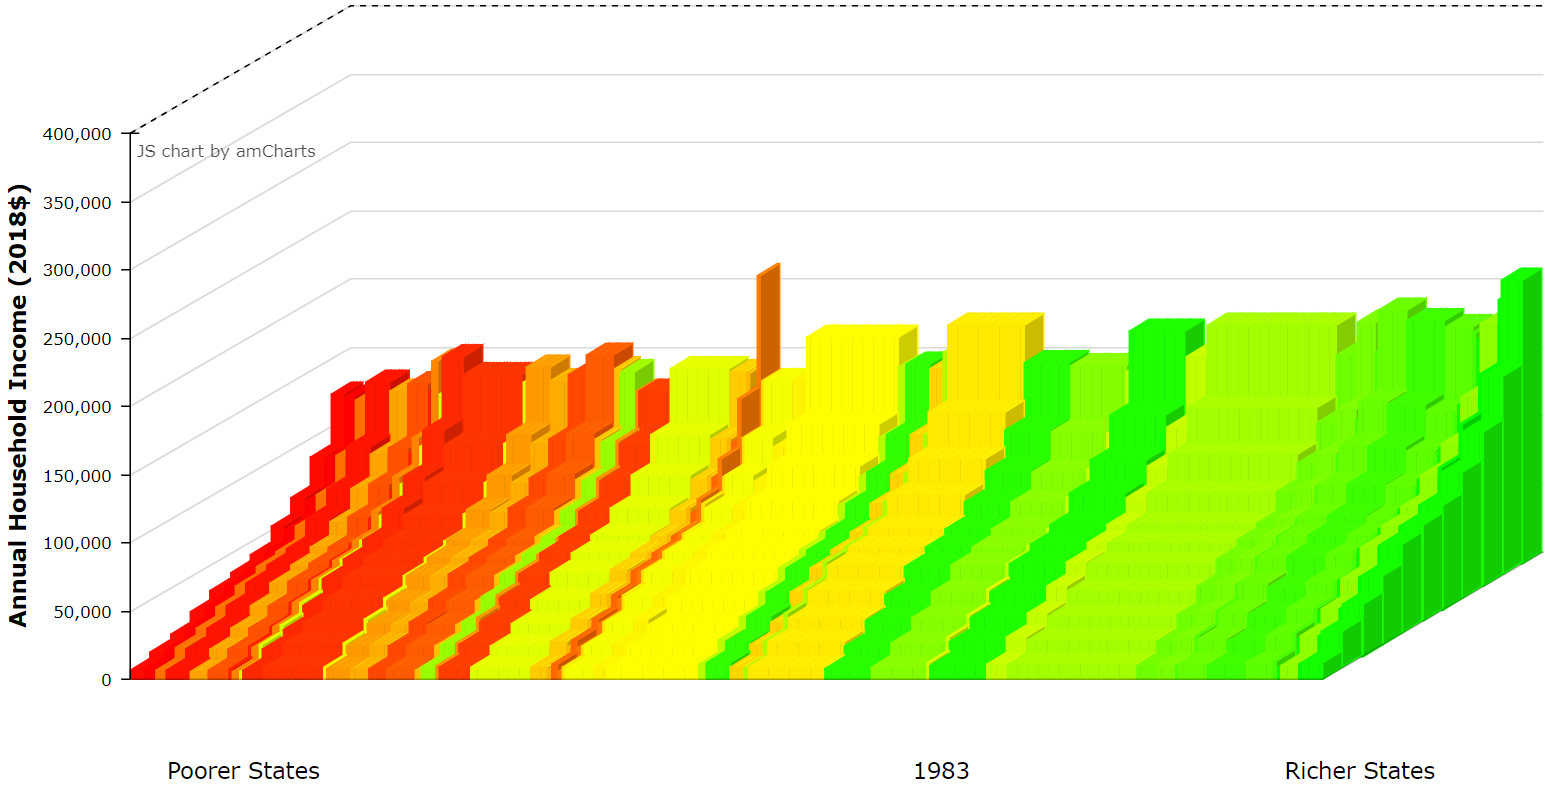 400,000
JS chart by amCharts
350,000
300,000
250,000
200,000
150,000
100,000
50,000
0
Annual Household Income (2018$)
Poorer States
1983
Richer States